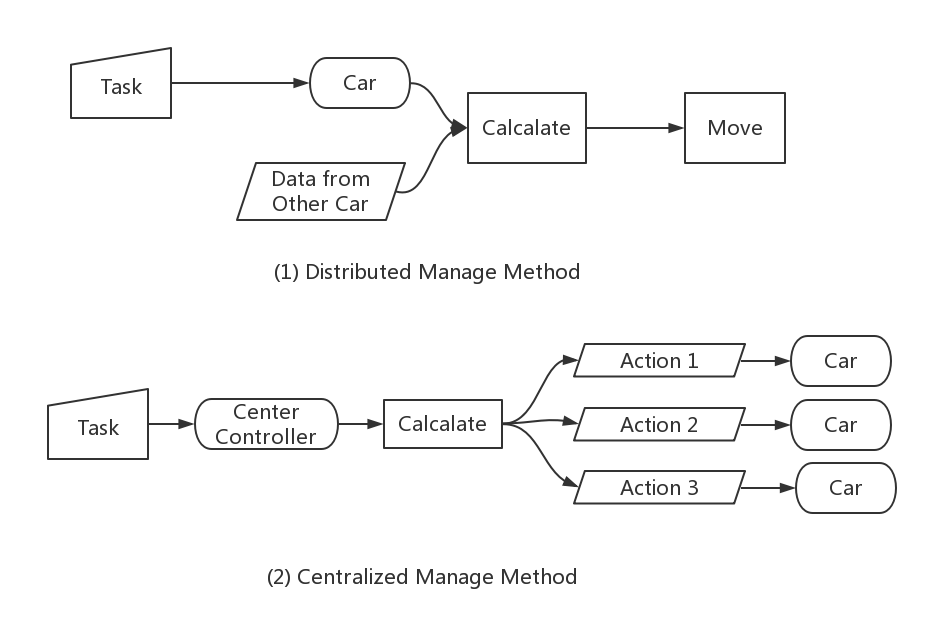 Task
Car
Calcalate
Move
Data from
Other Car
(1) Distributed Manage Method
Task
Center
Controller
Calculate
Action 1
Car
Action 2
Car
Action 3
Car
(2) Centralized Manage Method